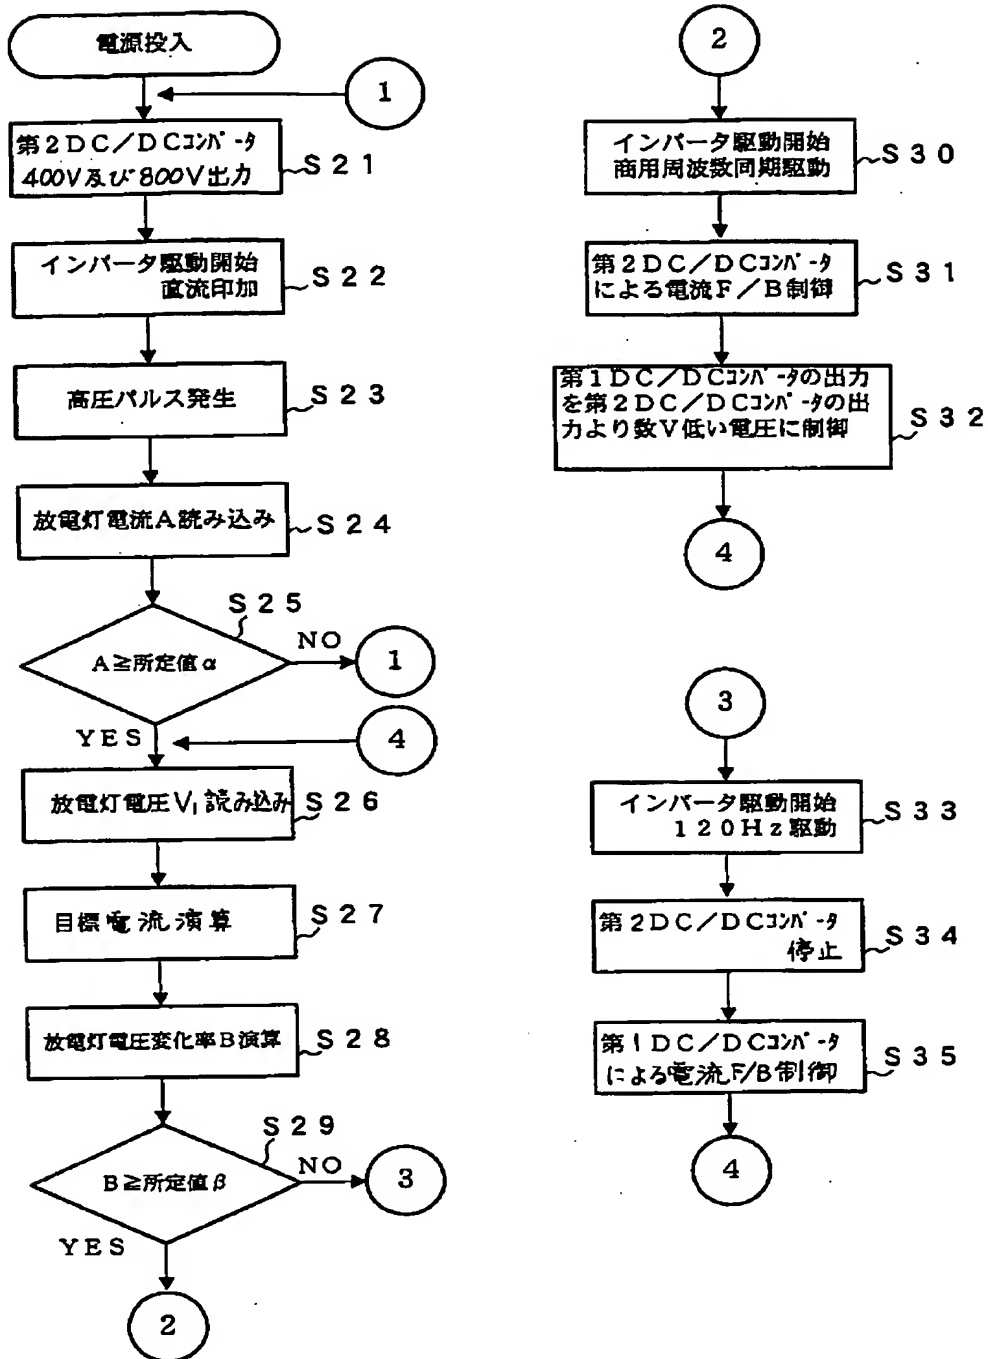 電源投入
1
第2DC/DCコンバータ
400V及び800V出力
S21
インバータ駆動開始
直流印加
S22
高圧パルス発生
S23
放電灯電流A読み込み
S24
S25
A≧所定値α
NO
1
YES
4
放電灯電圧V₁読み込み
S26
目標電流演算
S27
放電灯電圧変化率B演算
S28
S29
B≧所定値β
NO
3
YES
2
2
インバータ駆動開始
商用周波数同期駆動
S30
第2DC/DCコンバータ
による電流F/B制御
S31
第1DC/DCコンバータの出力
を第2DC/DCコンバータの出
力より数V低い電圧に制御
S32
4
3
インバータ駆動開始
120Hz駆動
S33
第2DC/DCコンバータ
停止
S34
第1DC/DCコンバータ
による電流F/B制御
S35
4